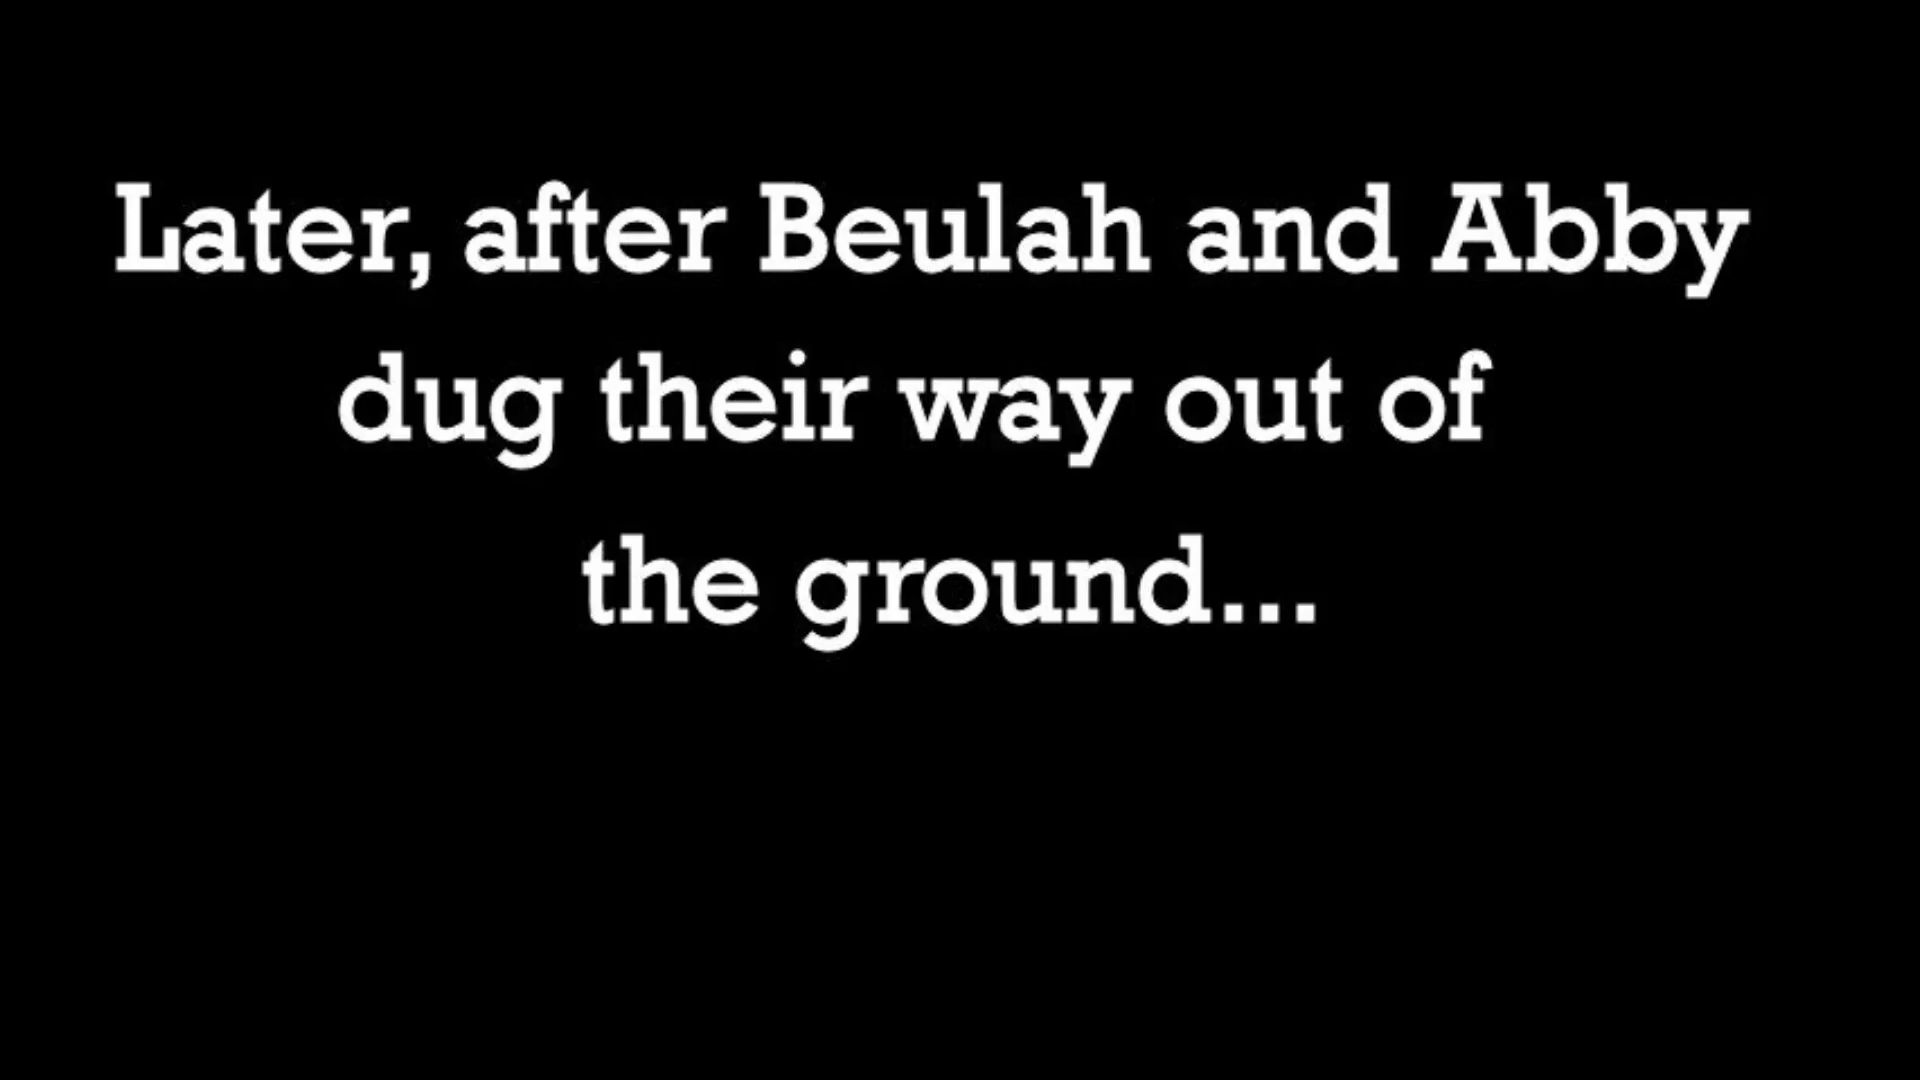 Later, after Beulah and Abby
dug their way out of
the ground...